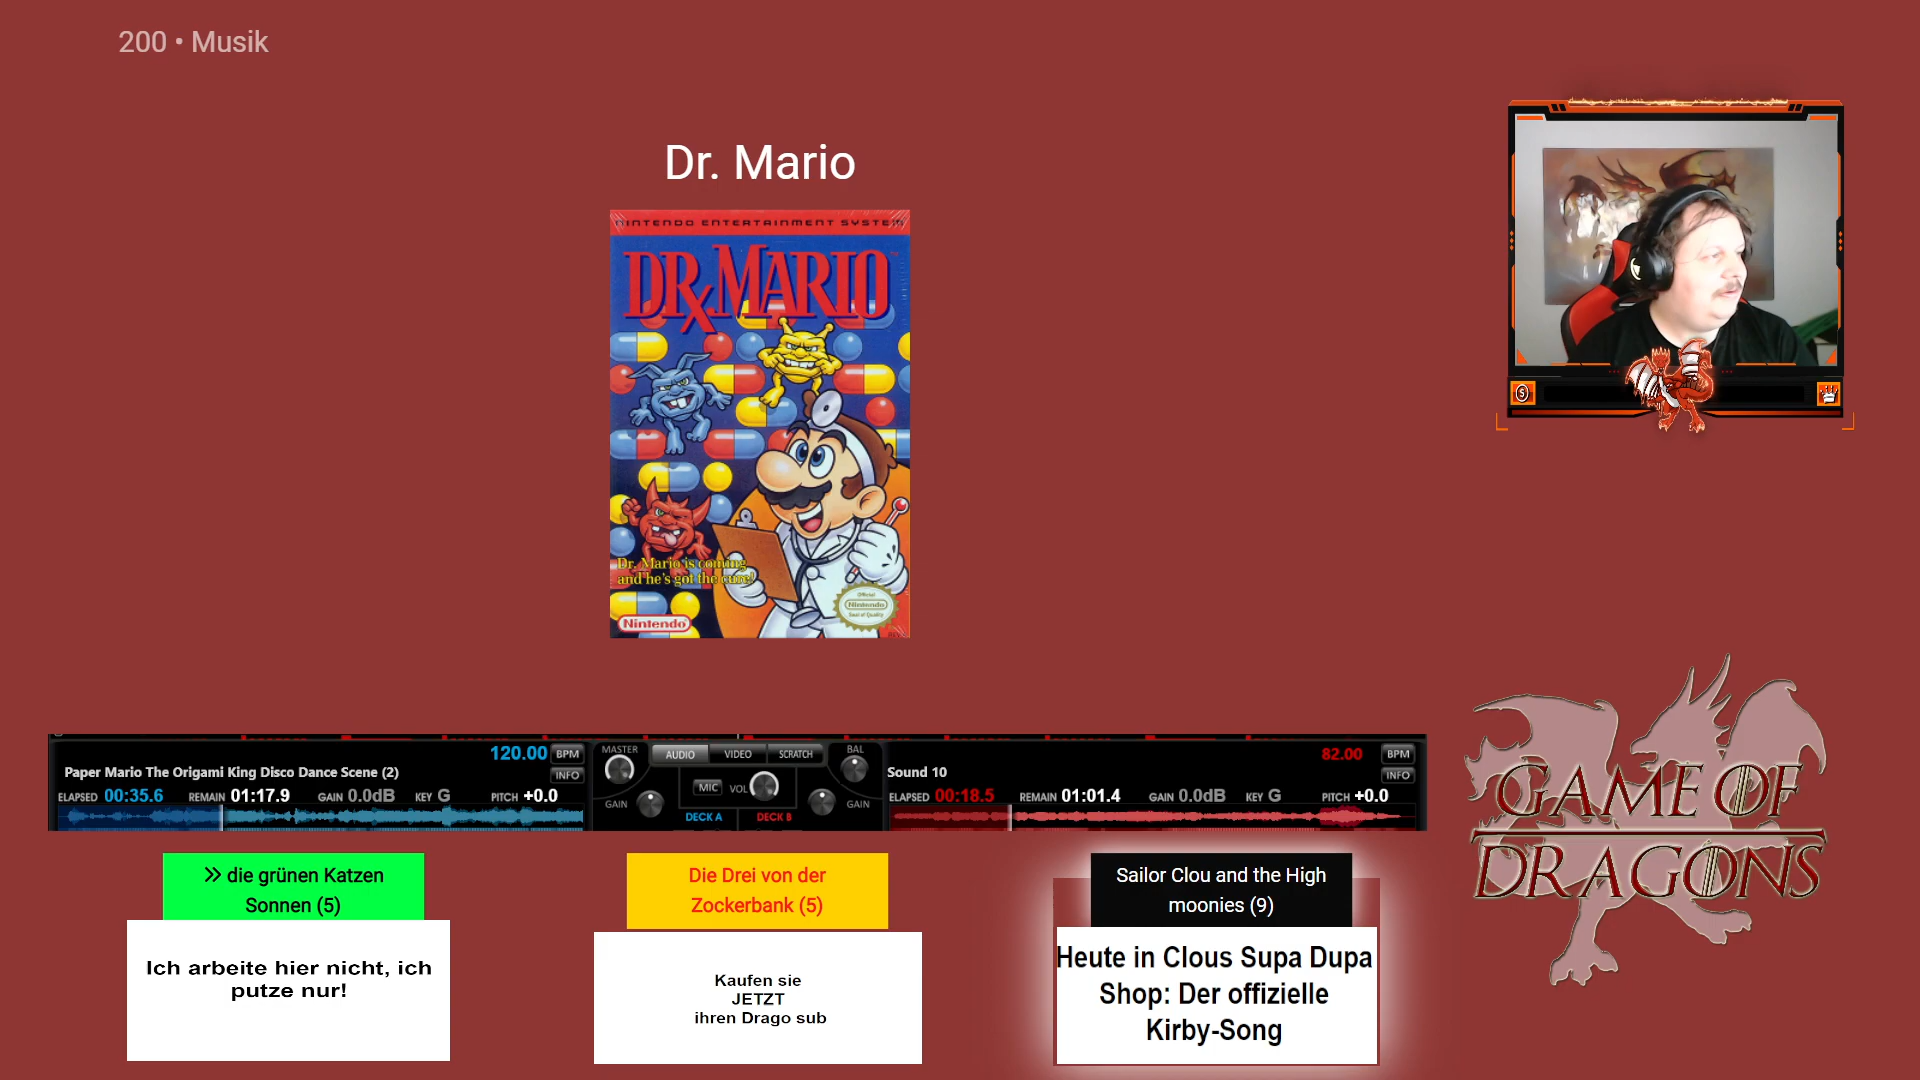 200 • Musik
Dr. Mario
NINTENDO ENTERTAINMENT SYSTEM
DR. MARIO
Dr. Mario is coming
and he's got the cure!
Nintendo
Official
Nintendo
Seal of Quality
120.00 BPM
Paper Mario The Origami King Disco Dance Scene (2) INFO
ELAPSED 00:35.6 REMAIN 01:17.9 GAIN 0.0dB KEY G PITCH +0.0
MASTER AUDIO VIDEO SCRATCH BAL
MIC VOL
GAIN GAIN
DECK A DECK B
82.00 BPM
Sound 10 INFO
ELAPSED 00:18.5 REMAIN 01:01.4 GAIN 0.0dB KEY G PITCH +0.0
die grünen Katzen
Sonnen (5)
Ich arbeite hier nicht, ich
putze nur!
Die Drei von der
Zockerbank (5)
Kaufen sie
JETZT
ihren Drago sub
Sailor Clou and the High
moonies (9)
Heute in Clous Supa Dupa
Shop: Der offizielle
Kirby-Song
GAME OF
DRAGONS